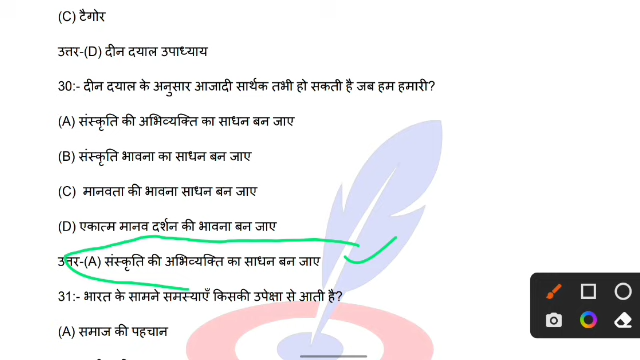 (C) टैगोर
उत्तर-(D) दीन दयाल उपाध्याय
30:- दीन दयाल के अनुसार आजादी सार्थक तभी हो सकती है जब हम हमारी?
(A) संस्कृति की अभिव्यक्ति का साधन बन जाए
(B) संस्कृति भावना का साधन बन जाए
(C) मानवता की भावना साधन बन जाए
(D) एकात्म मानव दर्शन की भावना बन जाए
उत्तर-(A) संस्कृति की अभिव्यक्ति का साधन बन जाए
31:- भारत के सामने समस्याएँ किसकी उपेक्षा से आती है?
(A) समाज की पहचान